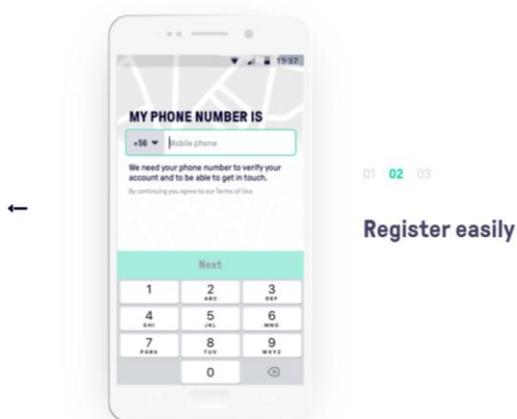 13:37
MY PHONE NUMBER IS
+56
Mobile phone
We need your phone number to verify your
account and to be able to get in touch.
By continuing you agree to our Terms of Use
01 02 03
Register easily
Next
1 2 3
ABC DEF
4 5 6
GHI JKL MNO
7 8 9
PQRS TUV WXYZ
0